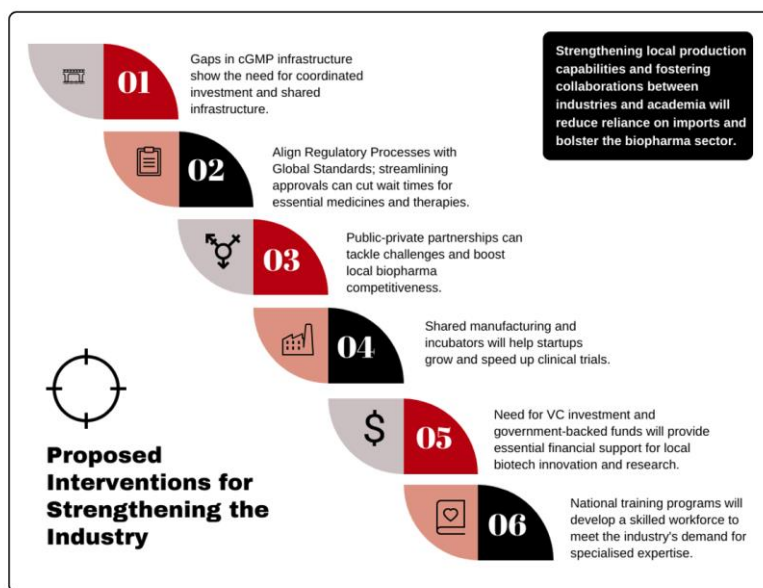 01
Gaps in cGMP infrastructure
show the need for coordinated
investment and shared
infrastructure.
Strengthening local production
capabilities and fostering
collaborations between
industries and academia will
reduce reliance on imports and
bolster the biopharma sector.
02
Align Regulatory Processes with
Global Standards; streamlining
approvals can cut wait times for
essential medicines and therapies.
03
Public-private partnerships can
tackle challenges and boost
local biopharma
competitiveness.
04
Shared manufacturing and
incubators will help startups
grow and speed up clinical trials.
$
05
Need for VC investment and
government-backed funds will provide
essential financial support for local
biotech innovation and research.
06
National training programs will
develop a skilled workforce to
meet the industry's demand for
specialised expertise.
Proposed
Interventions for
Strengthening the
Industry